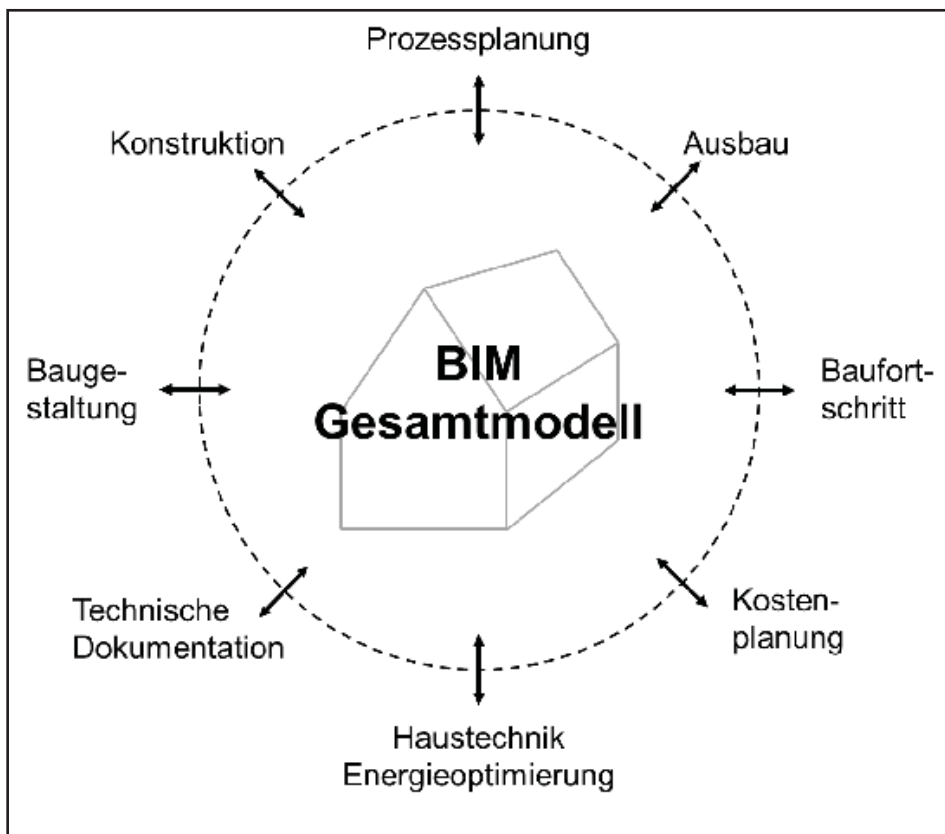 Prozessplanung
Konstruktion
Ausbau
BIM
Gesamtmodell
Bauge-
staltung
Baufort-
schritt
Technische
Dokumentation
Kosten-
planung
Haustechnik
Energieoptimierung